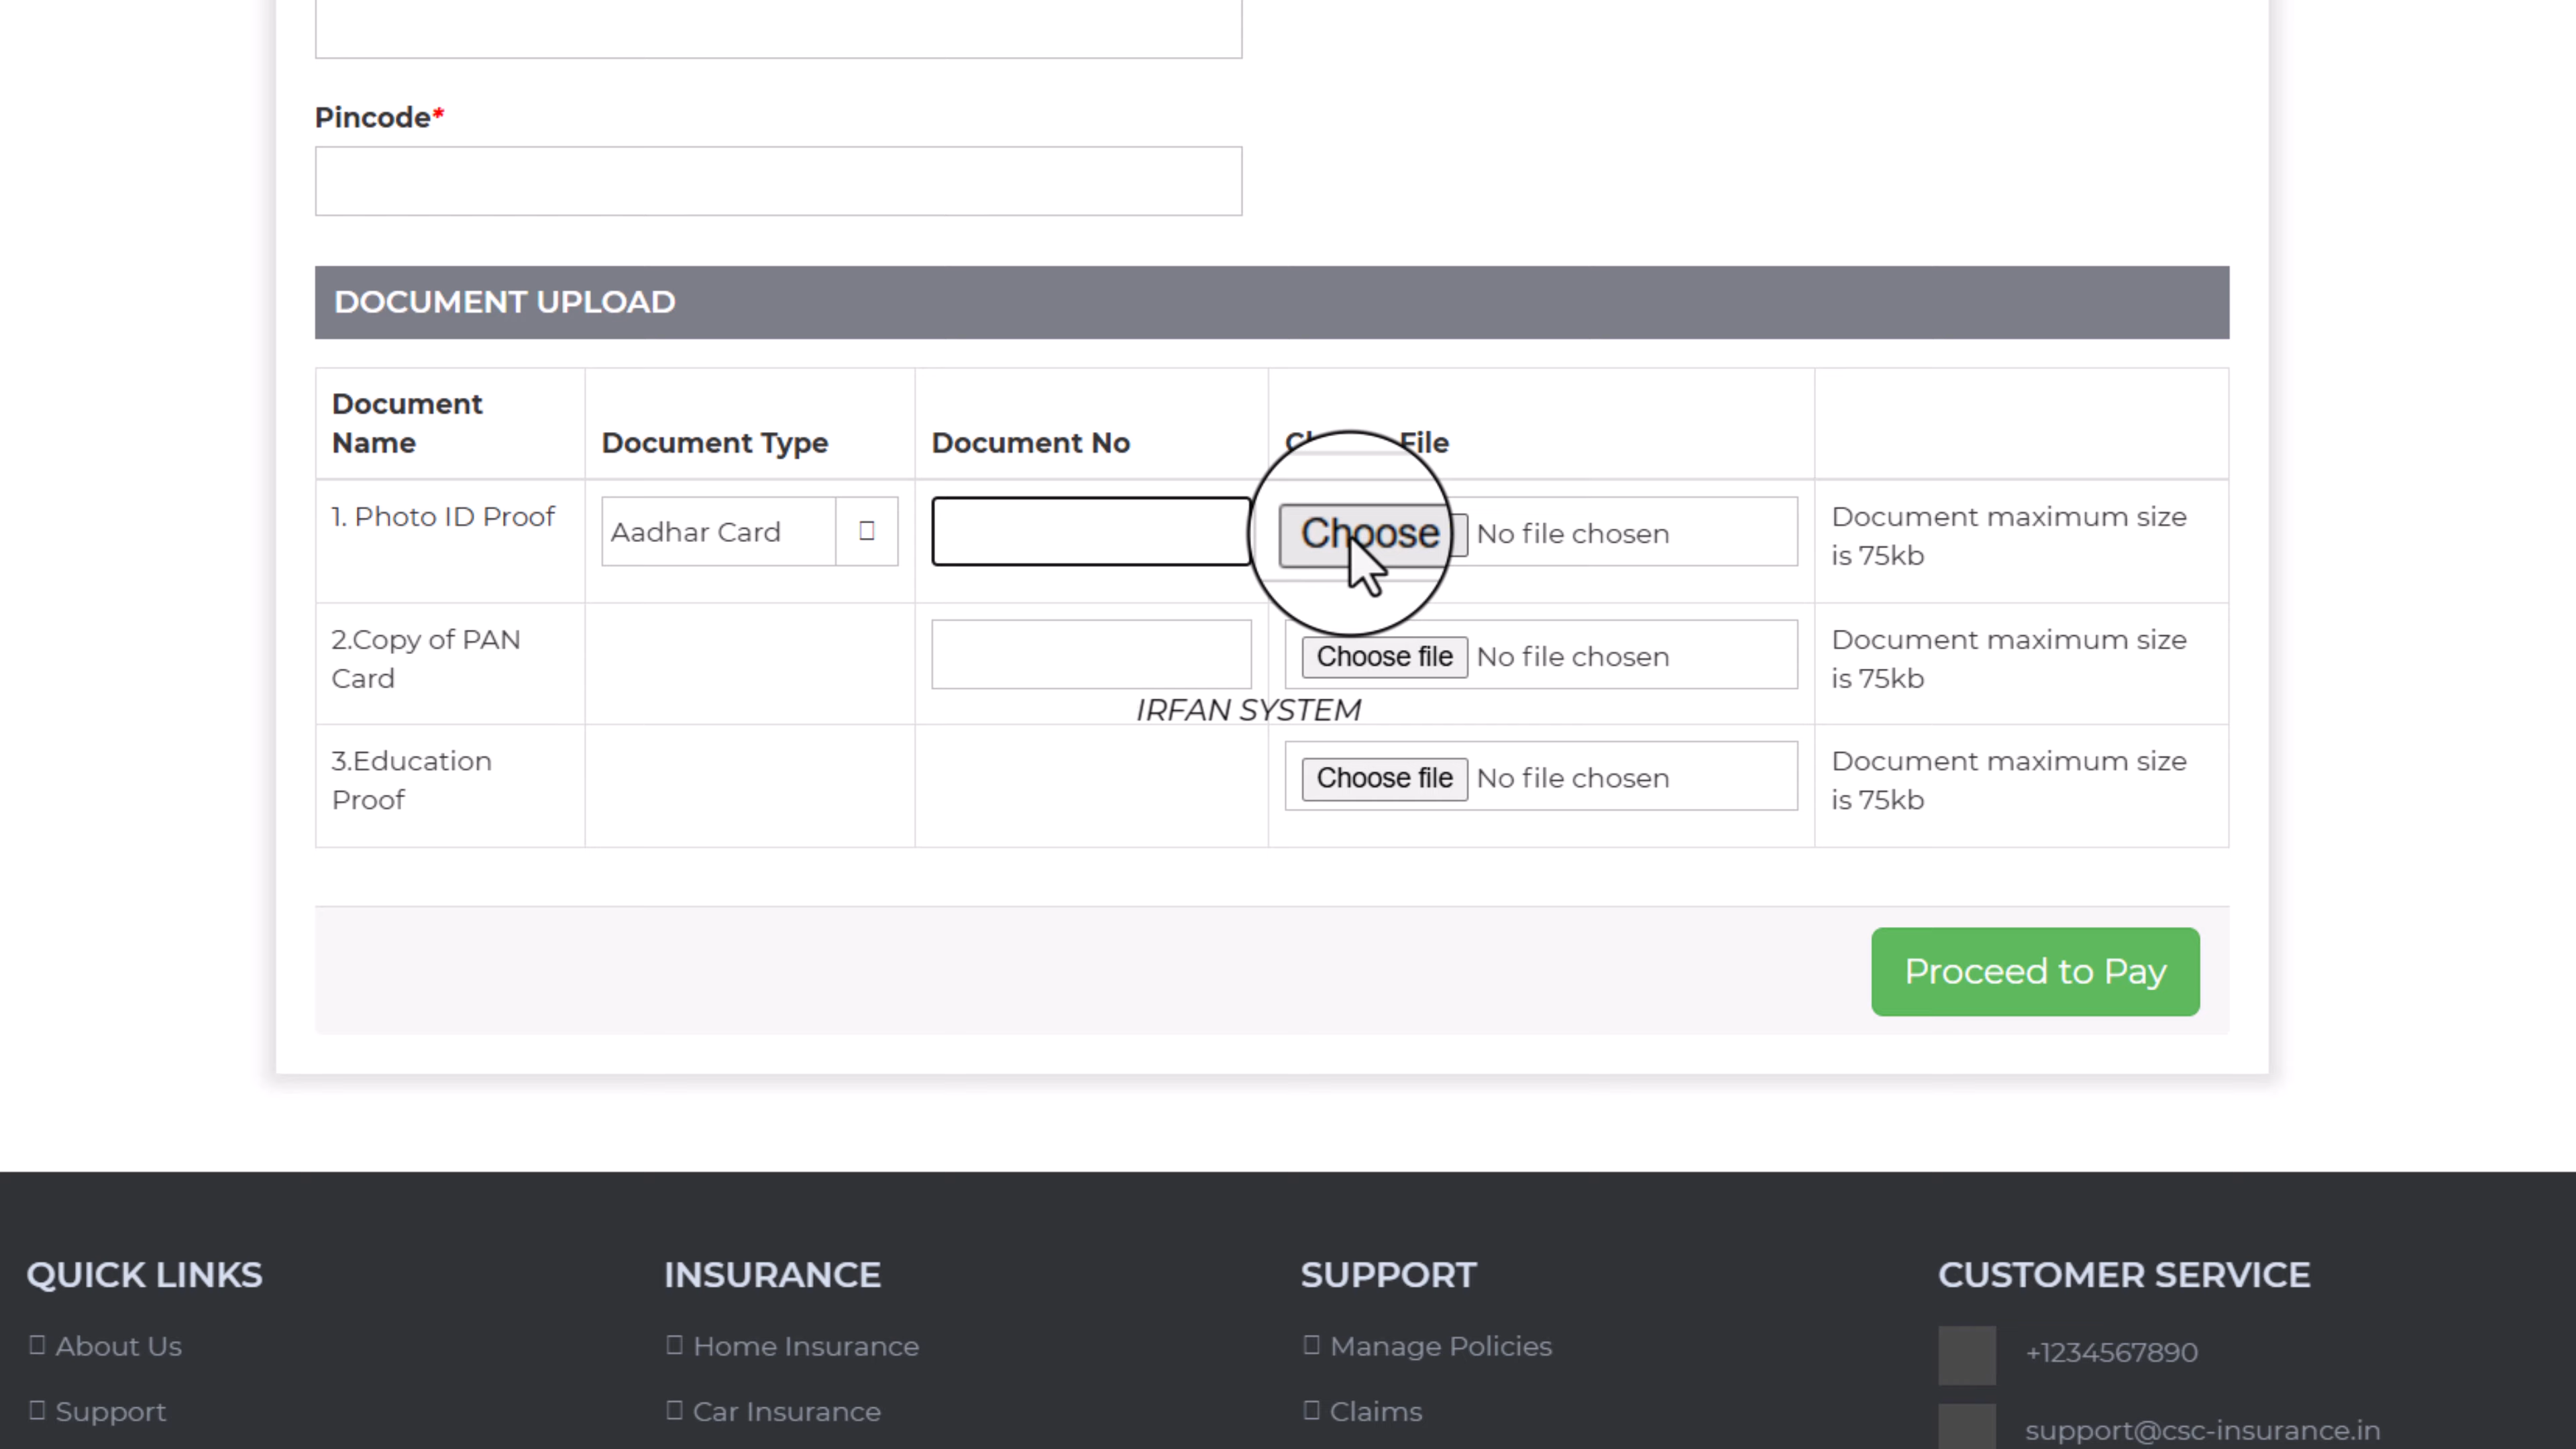 Pincode*
DOCUMENT UPLOAD
Document Name
Document Type
Document No
File
1. Photo ID Proof
Aadhar Card
Choose
No file chosen
Document maximum size is 75kb
2.Copy of PAN Card
Choose file
No file chosen
Document maximum size is 75kb
IRFAN SYSTEM
3.Education Proof
Choose file
No file chosen
Document maximum size is 75kb
Proceed to Pay
QUICK LINKS
About Us
Support
INSURANCE
Home Insurance
Car Insurance
SUPPORT
Manage Policies
Claims
CUSTOMER SERVICE
+1234567890
support@csc-insurance.in